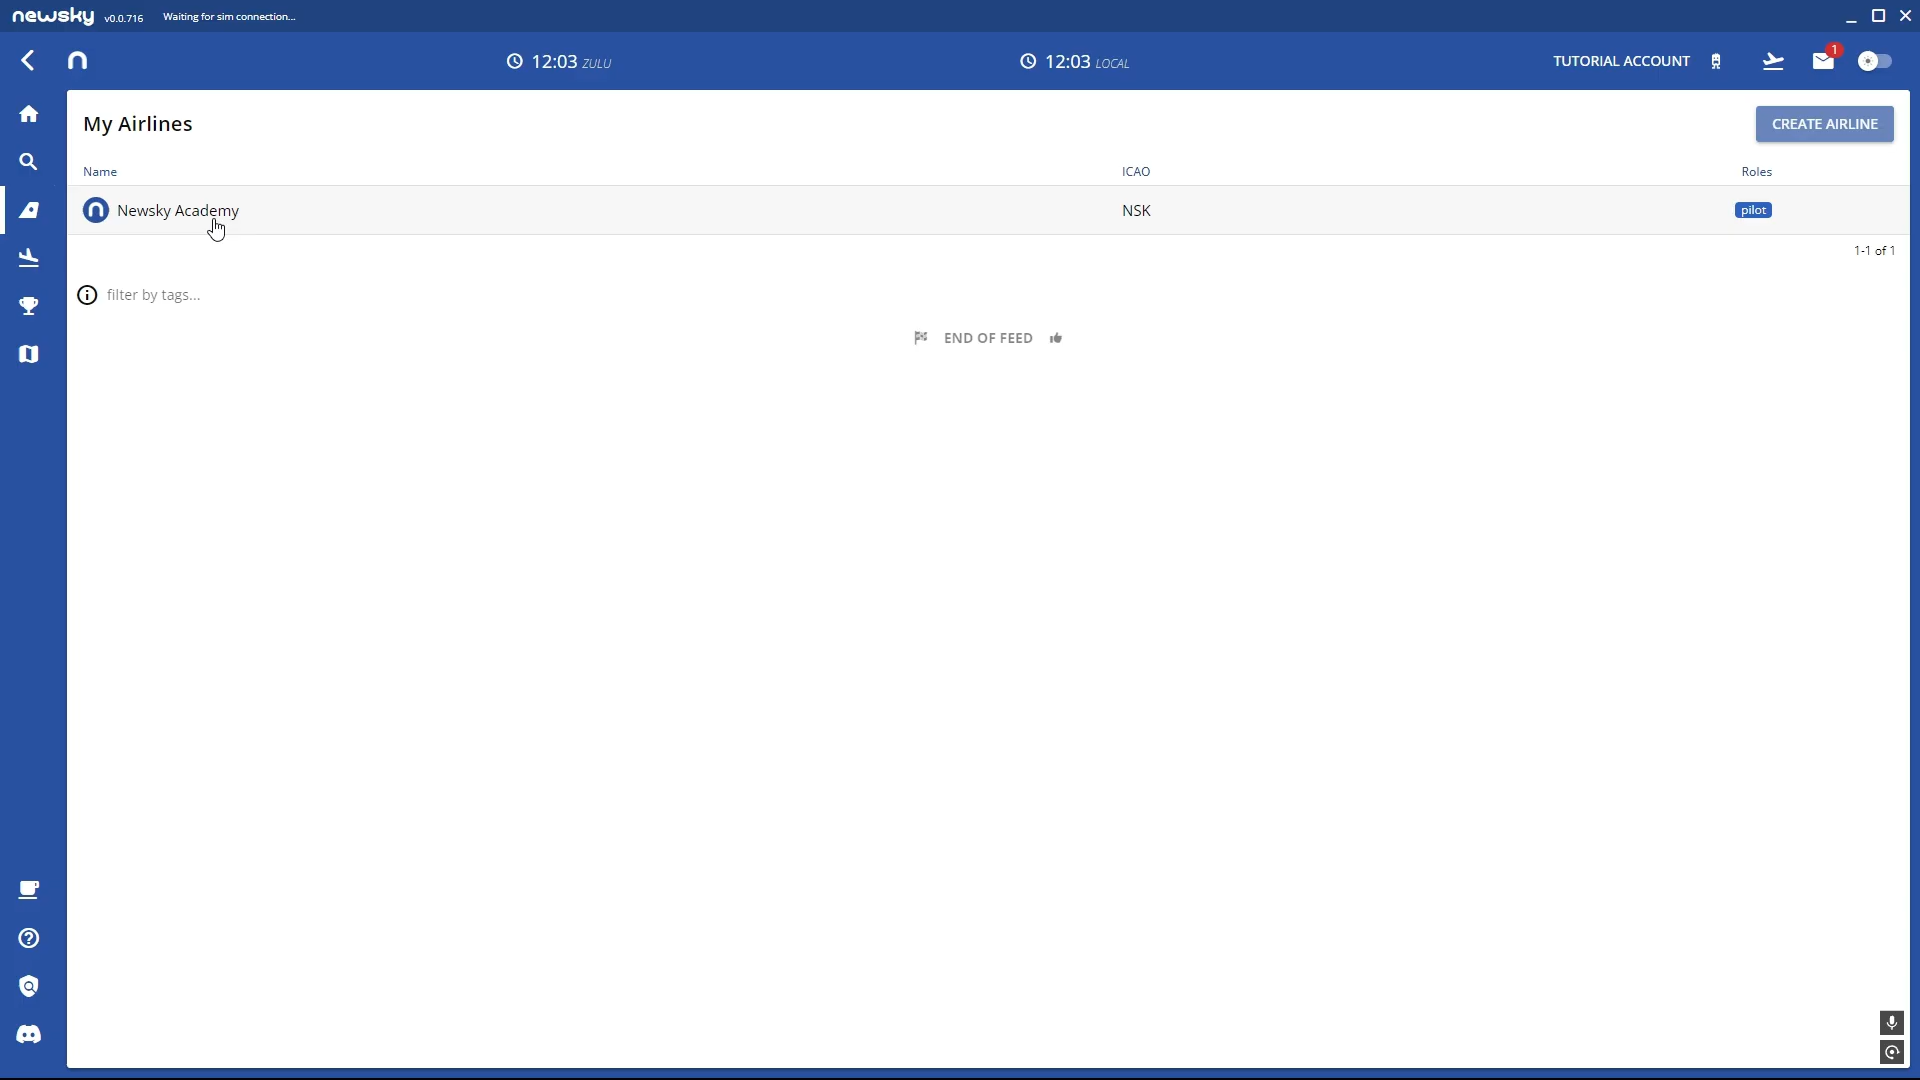 newsky v0.0.716 Waiting for sim connection...
12:03 ZULU 12:03 LOCAL TUTORIAL ACCOUNT 1
My Airlines CREATE AIRLINE
Name ICAO Roles
Newsky Academy NSK pilot
1-1 of 1
filter by tags...
END OF FEED